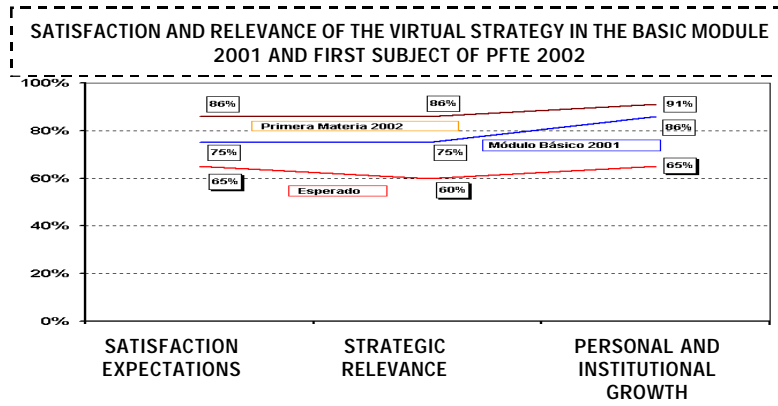 SATISFACTION AND RELEVANCE OF THE VIRTUAL STRATEGY IN THE BASIC MODULE
2001 AND FIRST SUBJECT OF PFTE 2002
100%
86%
86%
91%
Primera Materia 2002
80%
86%
75%
75%
Módulo Básico 2001
65%
60%
65%
Esperado
60%
40%
20%
0%
SATISFACTION
EXPECTATIONS
STRATEGIC
RELEVANCE
PERSONAL AND
INSTITUTIONAL
GROWTH